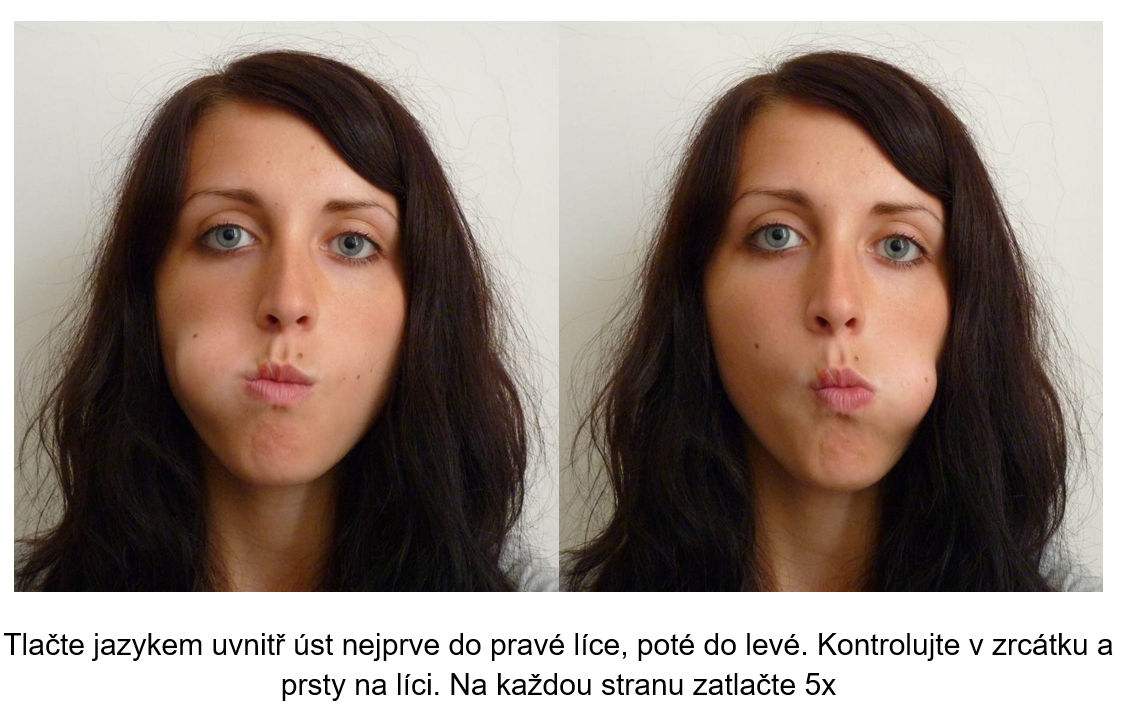 Tlačte jazykem uvnitř úst nejprve do pravé líce, poté do levé. Kontrolujte v zrcátku a
prsty na líci. Na každou stranu zatlačte 5x